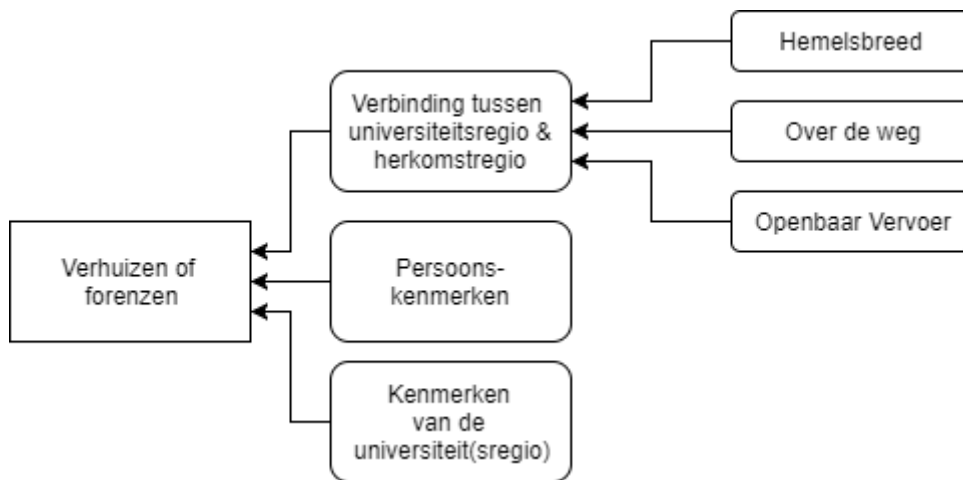 Hemelsbreed
Verbinding tussen
universiteitsregio &
herkomstregio
Over de weg
Openbaar Vervoer
Verhuizen of
forenzen
Persoons-
kenmerken
Kenmerken
van de
universiteit(sregio)